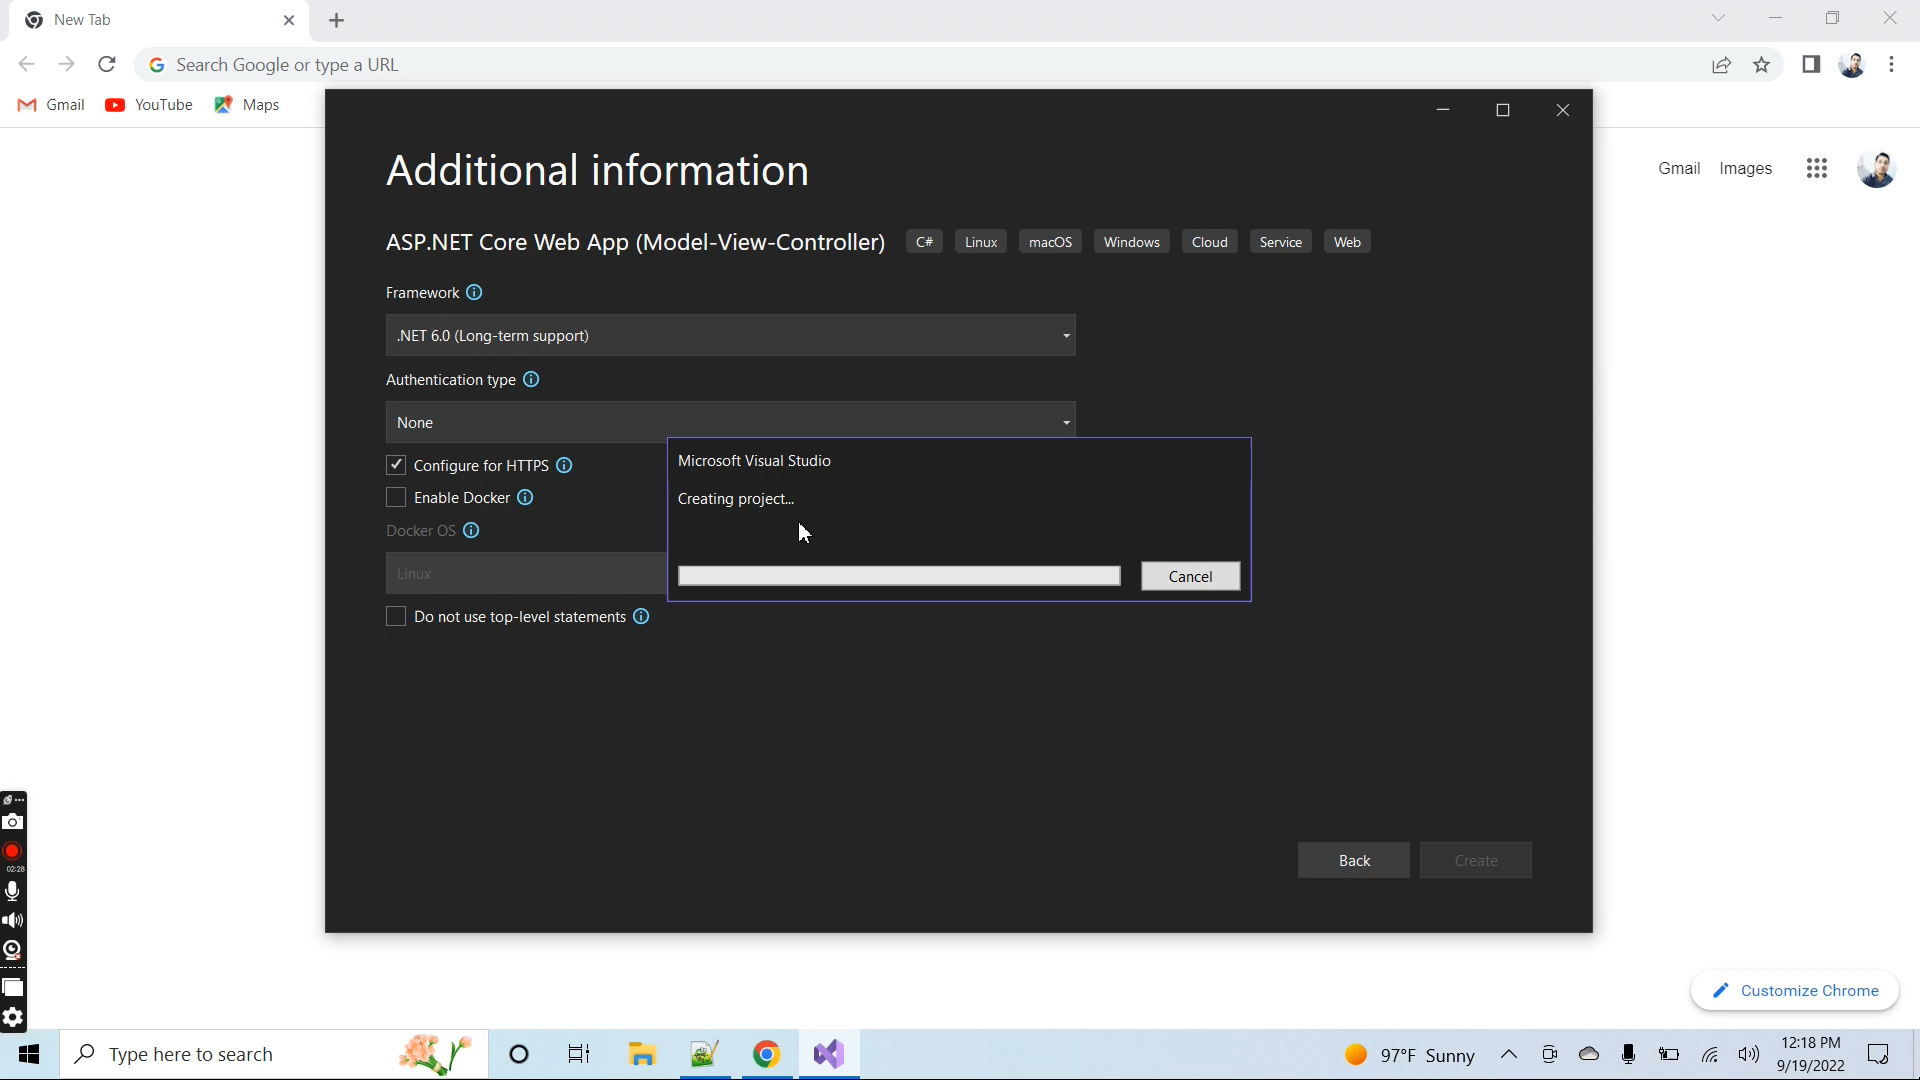 New Tab
Search Google or type a URL
Gmail YouTube Maps
Gmail Images
Additional information
ASP.NET Core Web App (Model-View-Controller) C# Linux macOS Windows Cloud Service Web
Framework
.NET 6.0 (Long-term support)
Authentication type
None
Configure for HTTPS
Enable Docker
Docker OS
Linux
Do not use top-level statements
Microsoft Visual Studio
Creating project...
Cancel
Back Create
02:28
Customize Chrome
Type here to search
97°F Sunny
12:18 PM
9/19/2022